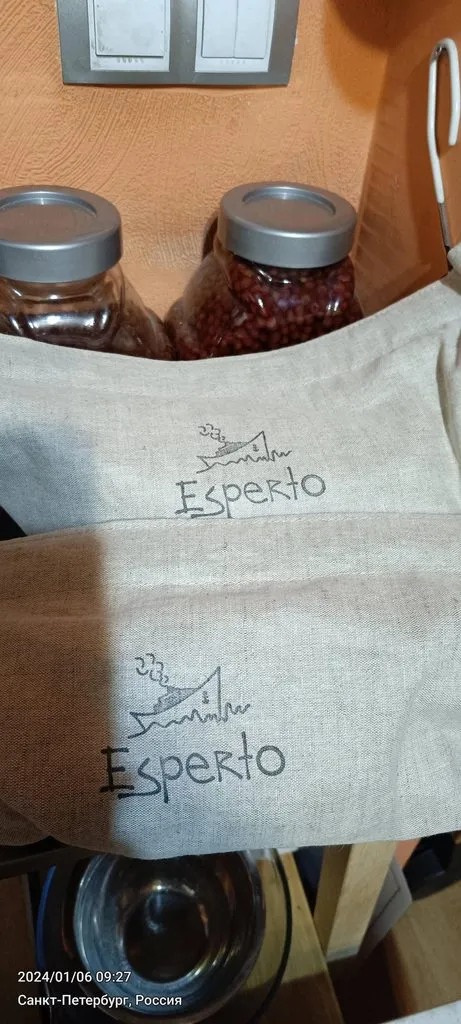 Esperto
Esperto
2024/01/06 09:27
Санкт-Петербург, Россия